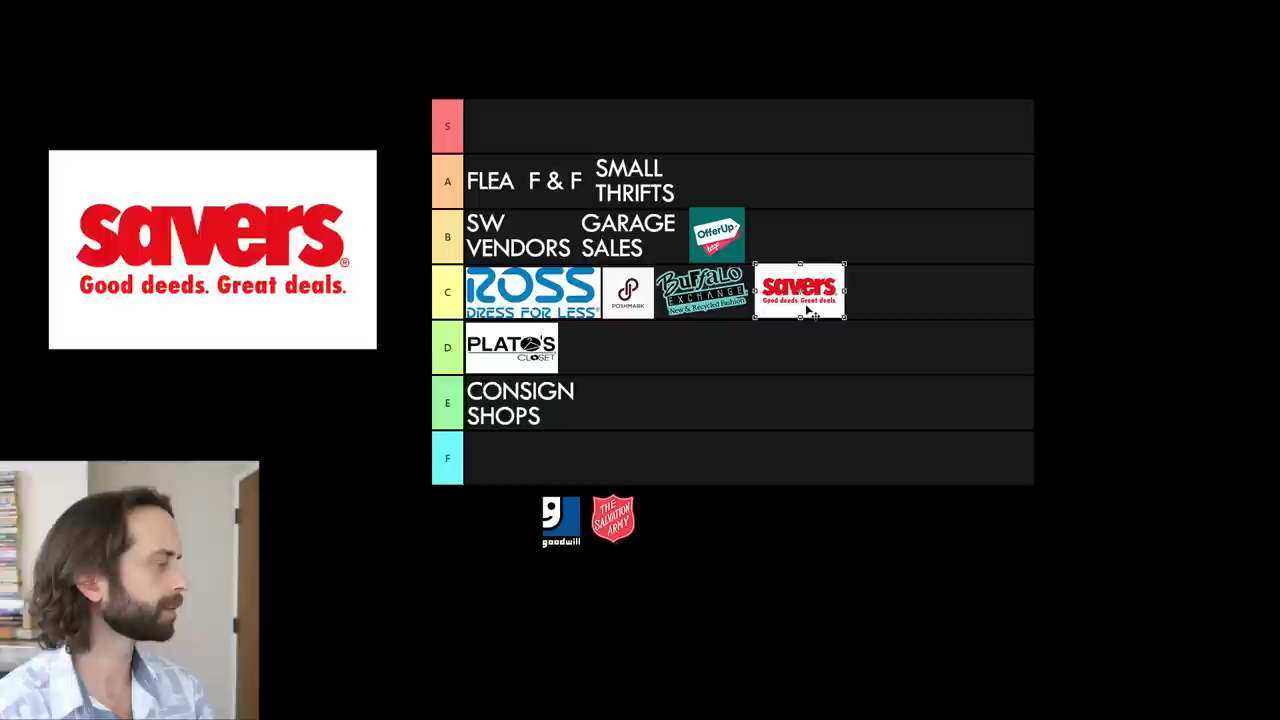 savers®
Good deeds. Great deals.
S
A
FLEA F & F SMALL
THRIFTS
B
SW
VENDORS
GARAGE
SALES
OfferUp
C
ROSS
DRESS FOR LESS
POSHMARK
BUFFALO
EXCHANGE
New & Recycled Fashion
savers
Good deeds. Great deals.
D
PLATO'S
CLOSET
E
CONSIGN
SHOPS
F
g
goodwill
THE
SALVATION
ARMY